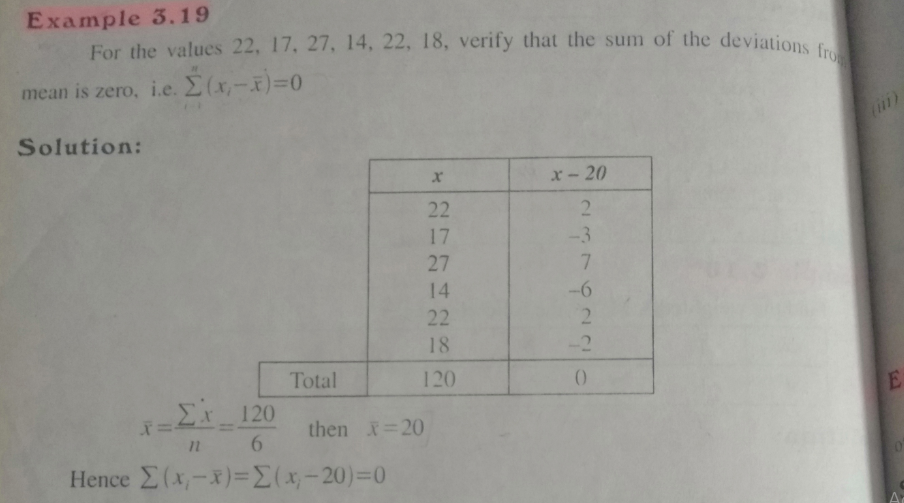 Example 3.19
For the values 22, 17, 27, 14, 22, 18, verify that the sum of the deviations
mean is zero, i.e. ∑(xᵢ−x̄)=0
(iii)
Solution:
x x − 20
22 2
17 −3
27 7
14 −6
22 2
18 −2
Total 120 0
x̄ = ∑x/n = 120/6 then x̄=20
Hence ∑(xᵢ−x̄)=∑(xᵢ−20)=0
E